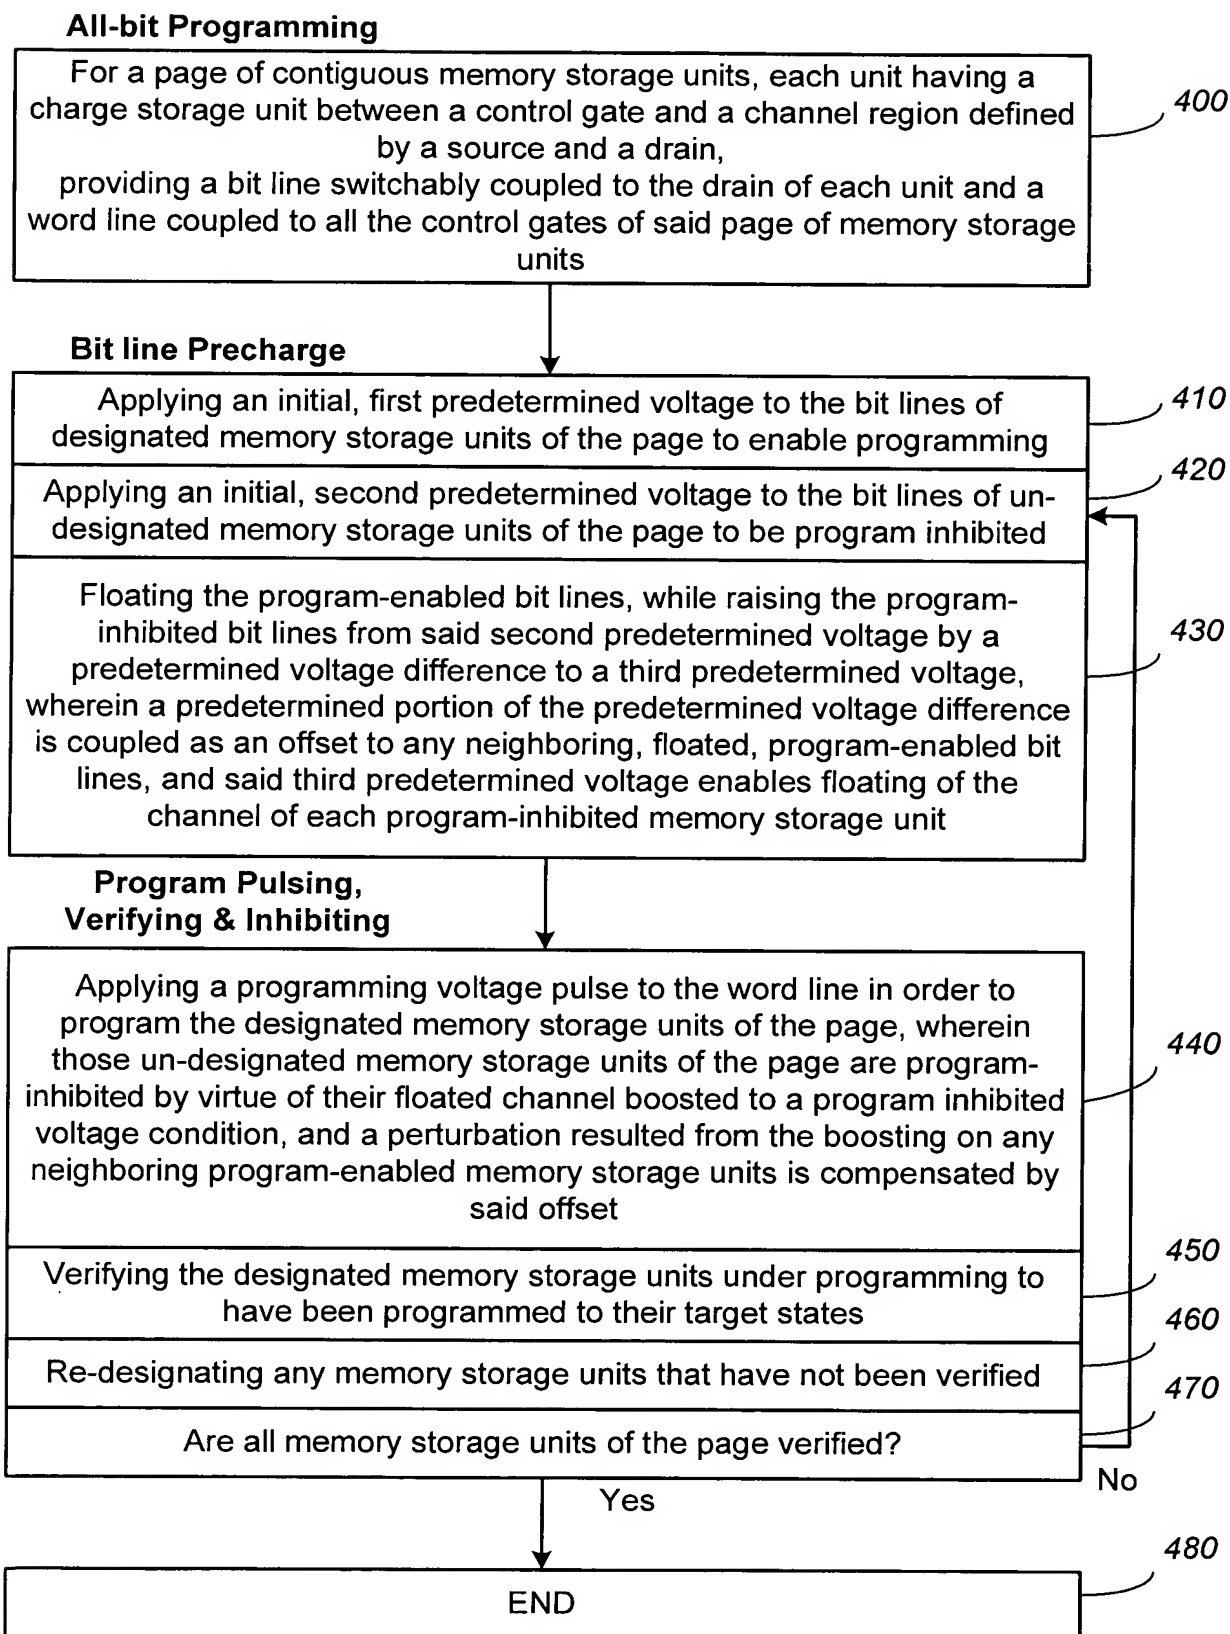 All-bit Programming
For a page of contiguous memory storage units, each unit having a
charge storage unit between a control gate and a channel region defined
by a source and a drain,
providing a bit line switchably coupled to the drain of each unit and a
word line coupled to all the control gates of said page of memory storage
units
400
Bit line Precharge
Applying an initial, first predetermined voltage to the bit lines of
designated memory storage units of the page to enable programming
410
Applying an initial, second predetermined voltage to the bit lines of un-
designated memory storage units of the page to be program inhibited
420
Floating the program-enabled bit lines, while raising the program-
inhibited bit lines from said second predetermined voltage by a
predetermined voltage difference to a third predetermined voltage,
wherein a predetermined portion of the predetermined voltage difference
is coupled as an offset to any neighboring, floated, program-enabled bit
lines, and said third predetermined voltage enables floating of the
channel of each program-inhibited memory storage unit
430
Program Pulsing,
Verifying & Inhibiting
Applying a programming voltage pulse to the word line in order to
program the designated memory storage units of the page, wherein
those un-designated memory storage units of the page are program-
inhibited by virtue of their floated channel boosted to a program inhibited
voltage condition, and a perturbation resulted from the boosting on any
neighboring program-enabled memory storage units is compensated by
said offset
440
Verifying the designated memory storage units under programming to
have been programmed to their target states
450
Re-designating any memory storage units that have not been verified
460
Are all memory storage units of the page verified?
470
No
Yes
END
480